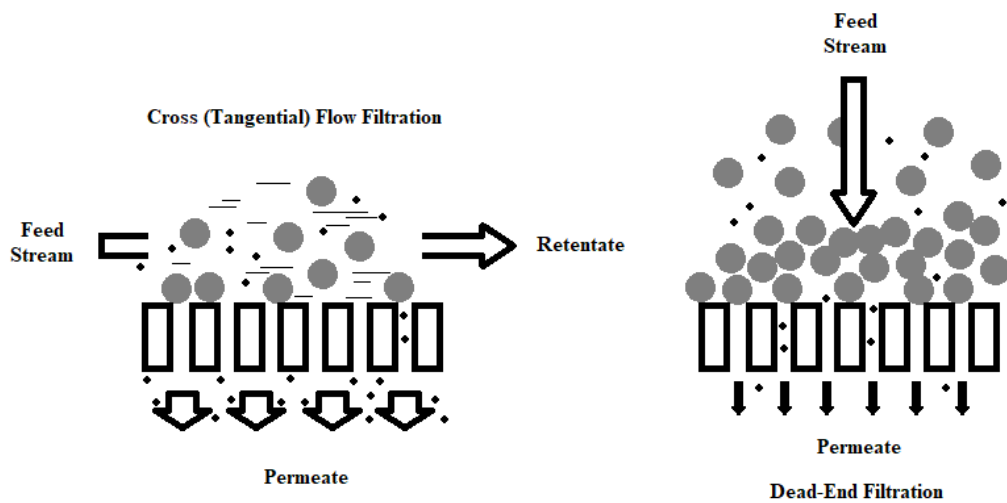 Cross (Tangential) Flow Filtration
Feed
Stream
Retentate
Permeate
Feed
Stream
Permeate
Dead-End Filtration